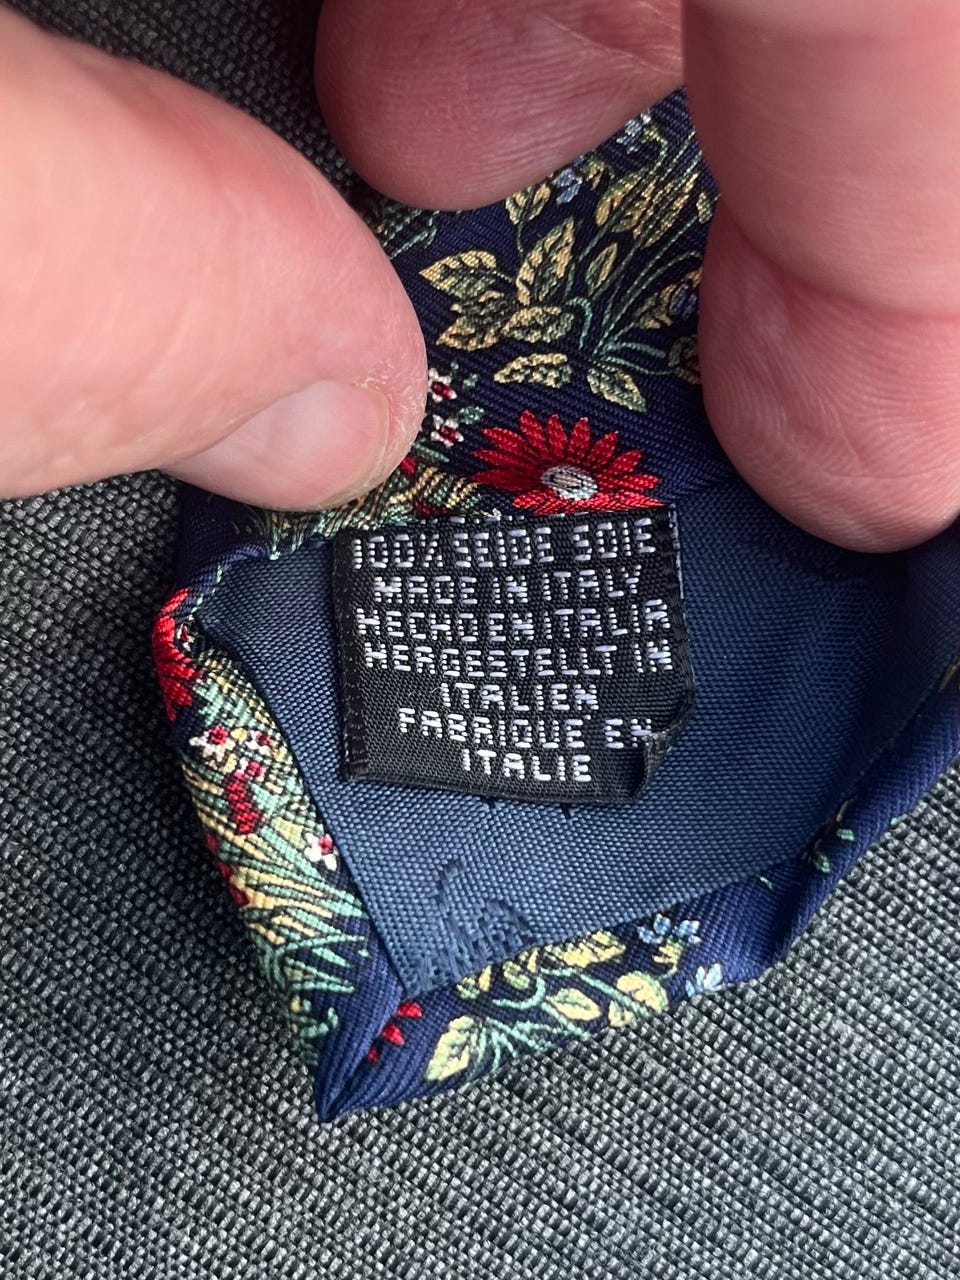 100% SEIDE SOIE
MADE IN ITALY
HECHO EN ITALIA
HERGESTELLT IN
ITALIEN
FABRIQUE EN
ITALIE